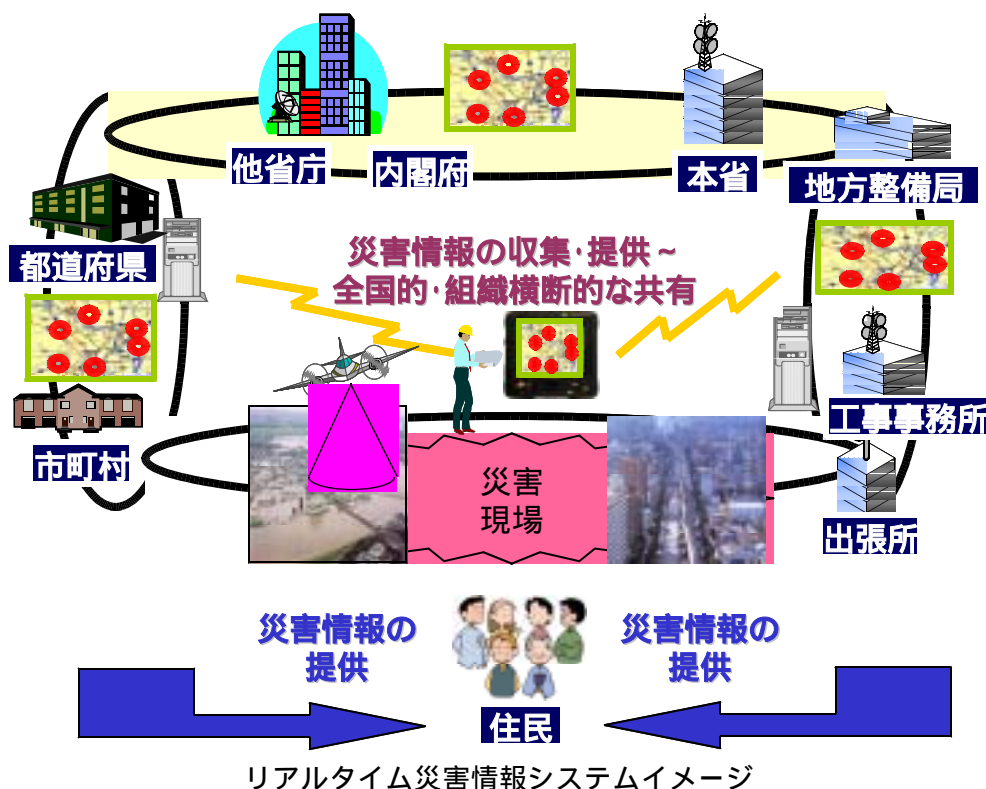 他省庁
内閣府
本省
地方整備局
都道府県
災害情報の収集･提供～
全国的･組織横断的な共有
工事事務所
市町村
災害
現場
出張所
災害情報の
提供
災害情報の
提供
住民
リアルタイム災害情報システムイメージ